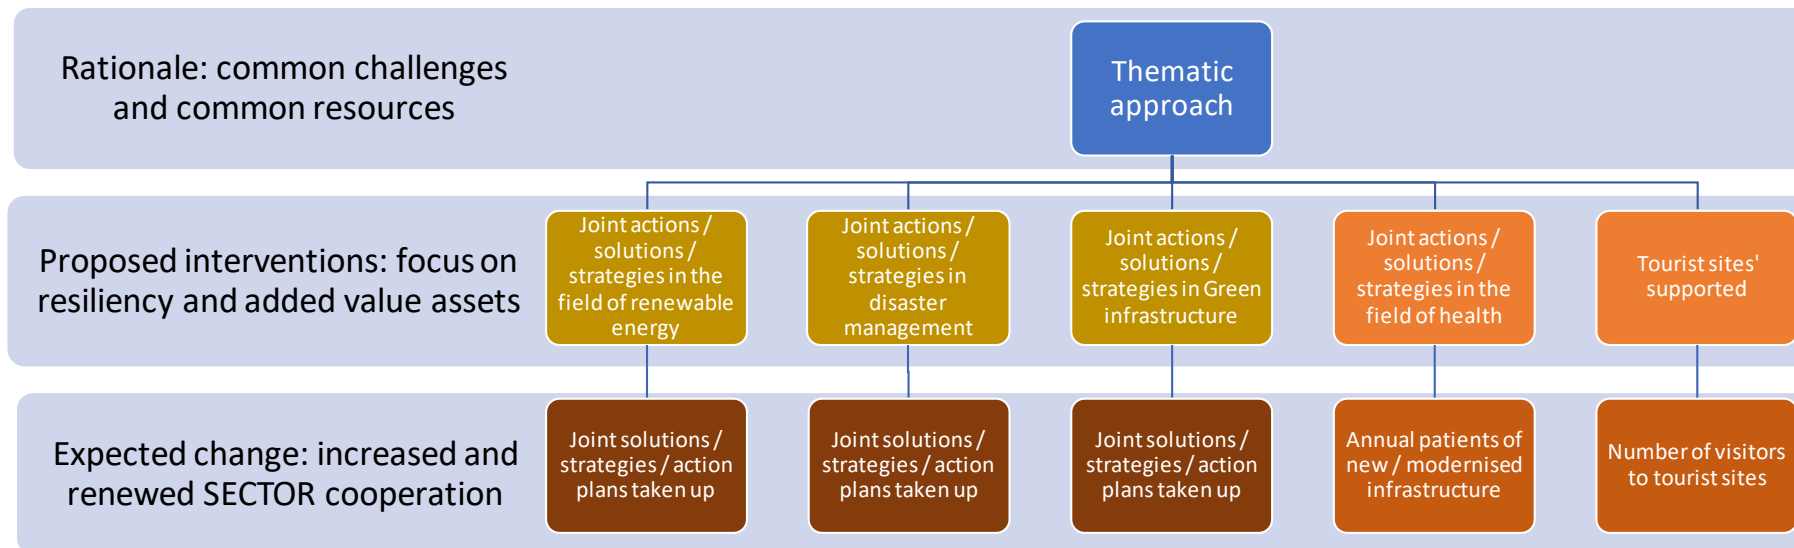 Rationale: common challenges
and common resources
Thematic
approach
Proposed interventions: focus on
resiliency and added value assets
Joint actions /
solutions /
strategies in the
field of renewable
energy
Joint actions /
solutions /
strategies in
disaster
management
Joint actions /
solutions /
strategies in Green
infrastructure
Joint actions /
solutions /
strategies in the
field of health
Tourist sites'
supported
Expected change: increased and
renewed SECTOR cooperation
Joint solutions /
strategies / action
plans taken up
Joint solutions /
strategies / action
plans taken up
Joint solutions /
strategies / action
plans taken up
Annual patients of
new / modernised
infrastructure
Number of visitors
to tourist sites